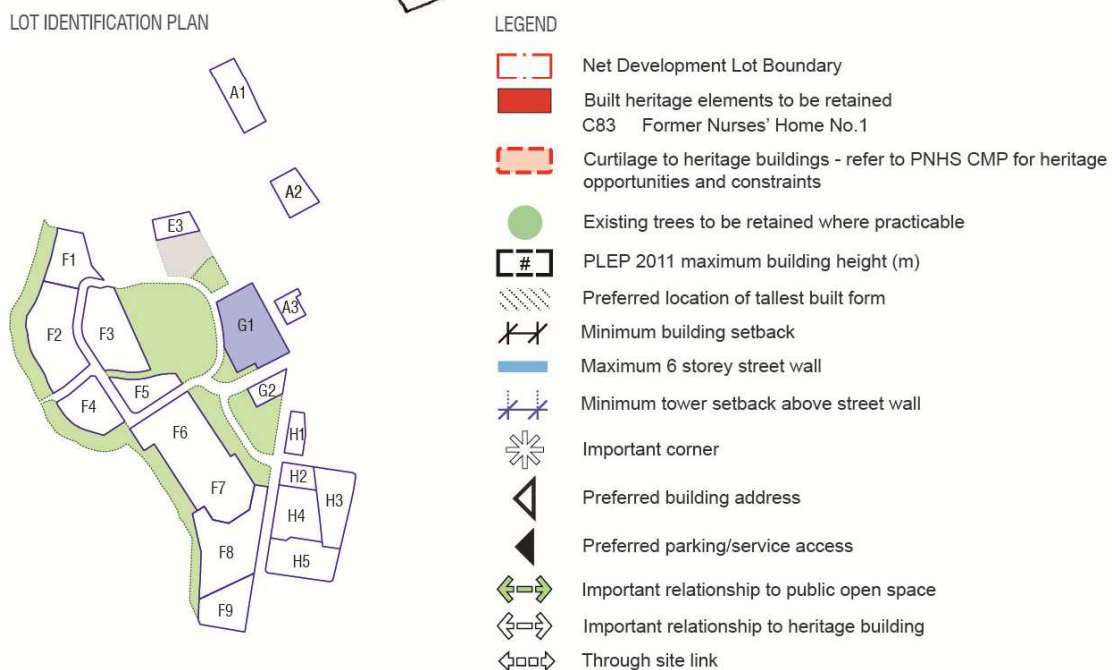 LOT IDENTIFICATION PLAN
A1
A2
E3
F1
G1
A3
F2
F3
F5
G2
F4
F6
H1
H2
F7
H3
H4
F8
H5
F9
LEGEND
Net Development Lot Boundary
Built heritage elements to be retained
C83 Former Nurses' Home No.1
Curtilage to heritage buildings - refer to PNHS CMP for heritage
opportunities and constraints
Existing trees to be retained where practicable
# PLEP 2011 maximum building height (m)
Preferred location of tallest built form
Minimum building setback
Maximum 6 storey street wall
Minimum tower setback above street wall
Important corner
Preferred building address
Preferred parking/service access
Important relationship to public open space
Important relationship to heritage building
Through site link